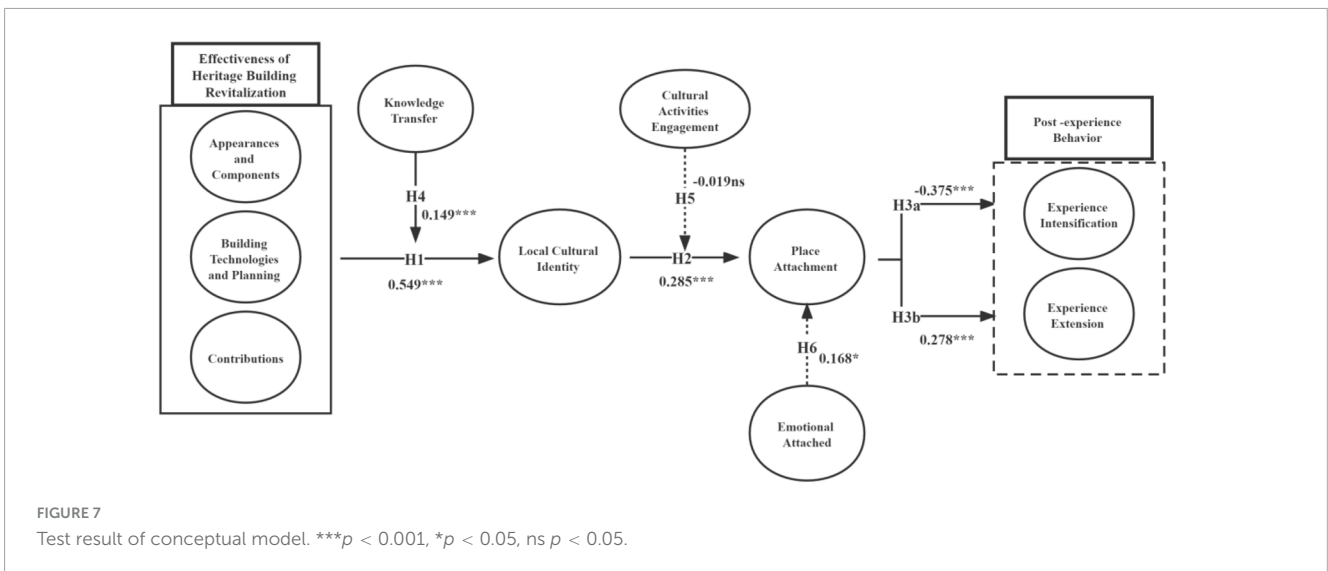 Effectiveness of
Heritage Building
Revitalization
Appearances
and
Components
Building
Technologies
and Planning
Contributions
Knowledge
Transfer
H4
0.149***
H1
0.549***
Local Cultural
Identity
Cultural
Activities
Engagement
-0.019ns
H5
H2
0.285***
Place
Attachment
H6
0.168*
Emotional
Attached
-0.375***
H3a
H3b
0.278***
Post -experience
Behavior
Experience
Intensification
Experience
Extension
FIGURE 7
Test result of conceptual model. ***p < 0.001, *p < 0.05, ns p < 0.05.